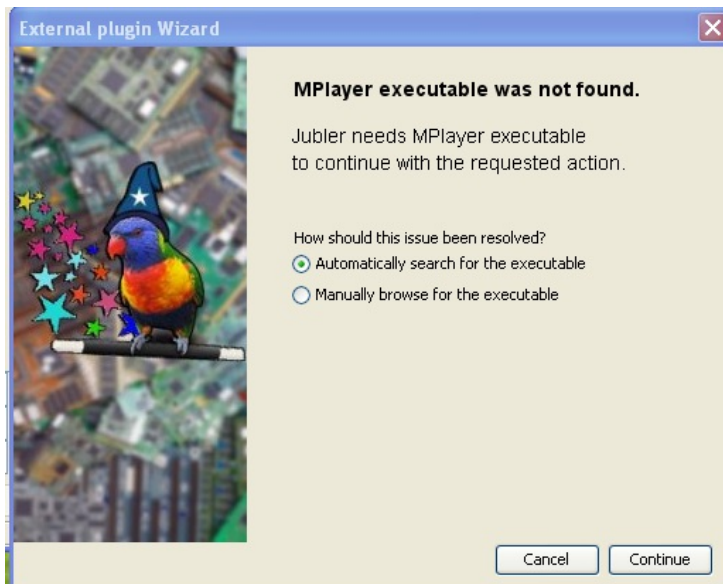 External plugin Wizard
MPlayer executable was not found.
Jubler needs MPlayer executable
to continue with the requested action.
How should this issue been resolved?
Automatically search for the executable
Manually browse for the executable
Cancel
Continue